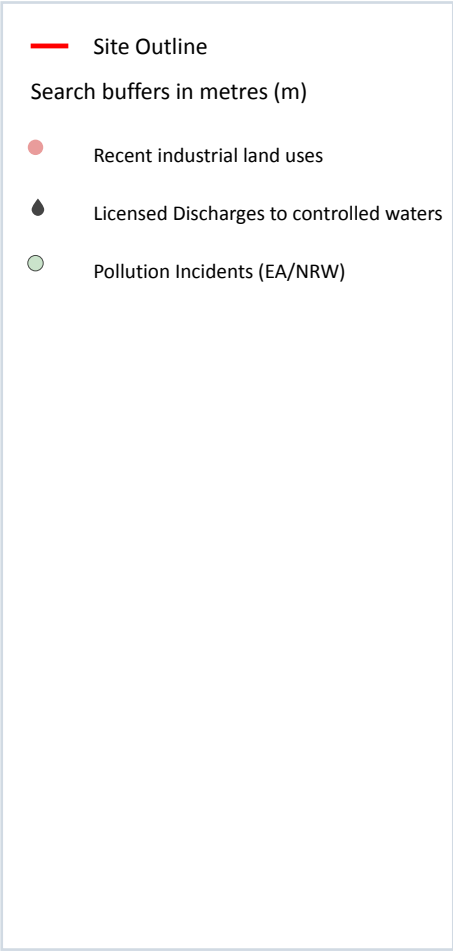 Site Outline
Search buffers in metres (m)
Recent industrial land uses
Licensed Discharges to controlled waters
Pollution Incidents (EA/NRW)